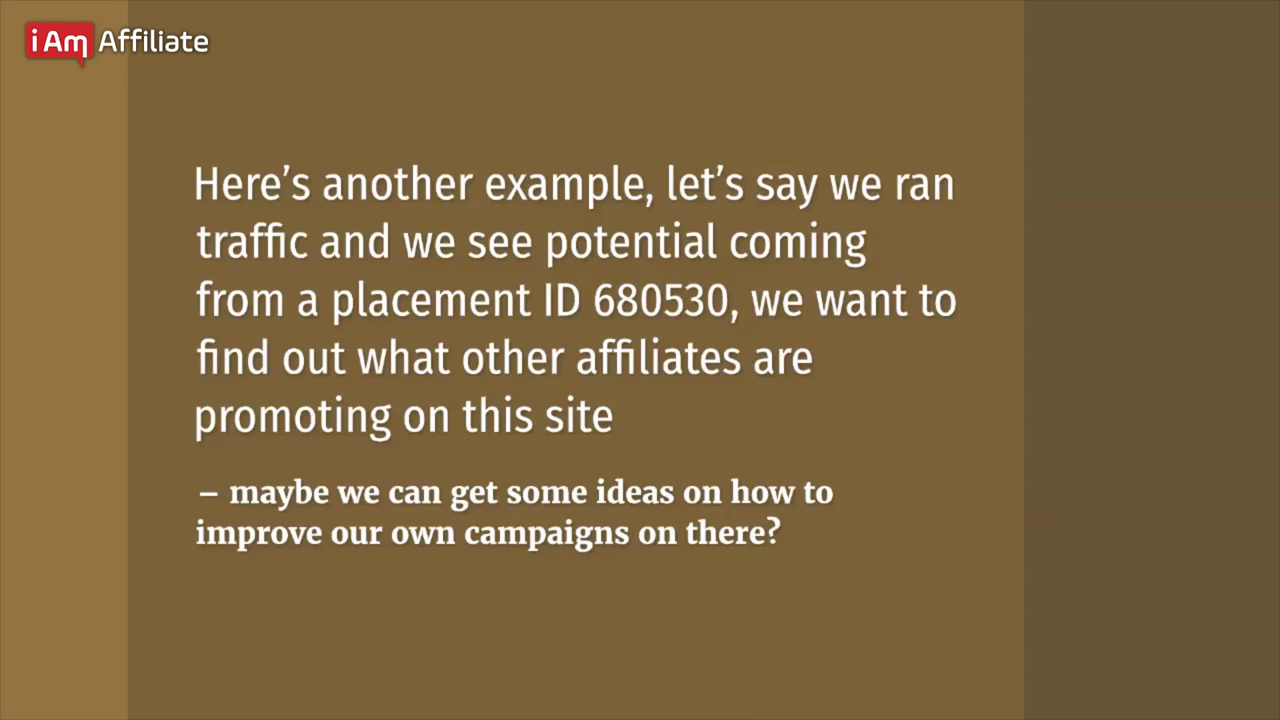 i Am Affiliate
Here’s another example, let’s say we ran
traffic and we see potential coming
from a placement ID 680530, we want to
find out what other affiliates are
promoting on this site
– maybe we can get some ideas on how to
improve our own campaigns on there?